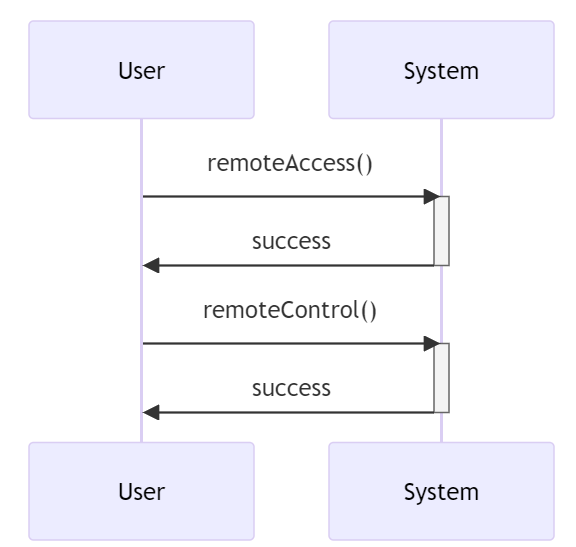 User
System
remoteAccess()
success
remoteControl()
success
User
System